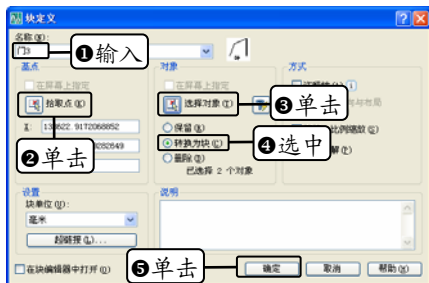 块定义
名称(N):
门3
❶输入
基点
对象
方式
在屏幕上指定
在屏幕上指定
拾取点(K)
选择对象(T)
❸单击
❷单击
保留(R)
转换为块(C)
❹选中
删除(D)
已选择 2 个对象
设置
说明
块单位(U):
毫米
超链接(L)...
在块编辑器中打开(O)
❺单击
确定
取消
帮助(H)